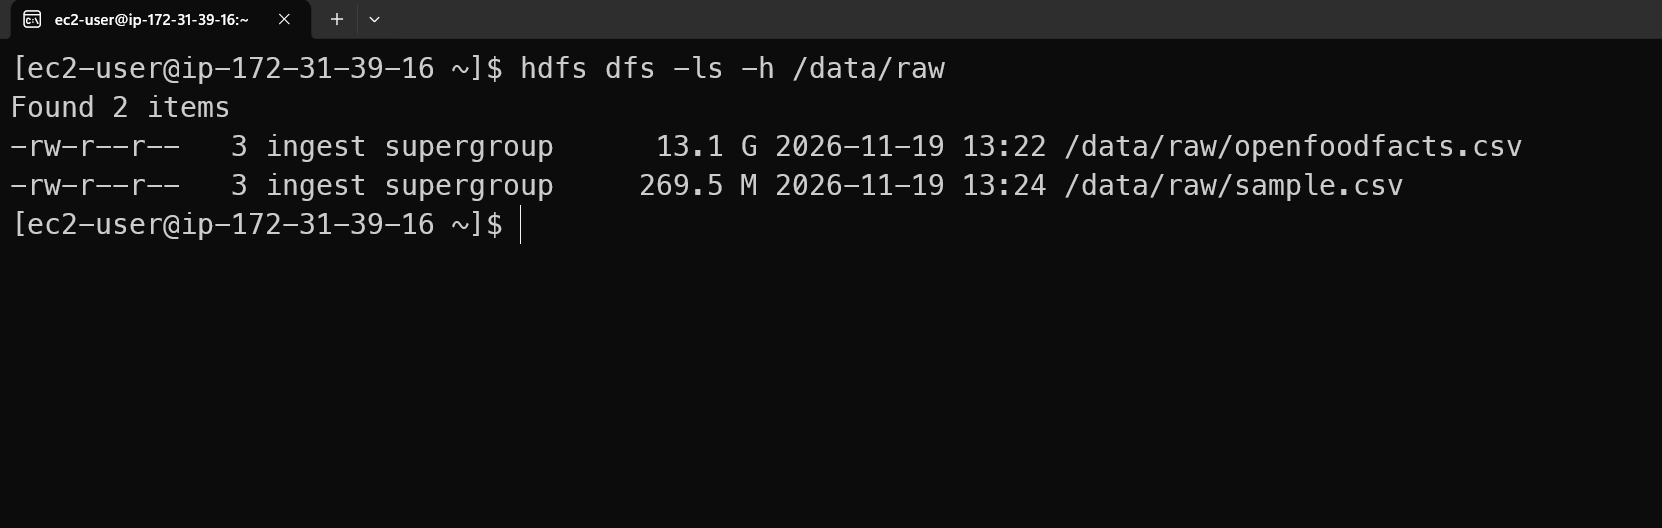 ec2-user@ip-172-31-39-16:~
[ec2-user@ip-172-31-39-16 ~]$ hdfs dfs -ls -h /data/raw
Found 2 items
-rw-r--r--   3 ingest supergroup      13.1 G 2026-11-19 13:22 /data/raw/openfoodfacts.csv
-rw-r--r--   3 ingest supergroup     269.5 M 2026-11-19 13:24 /data/raw/sample.csv
[ec2-user@ip-172-31-39-16 ~]$